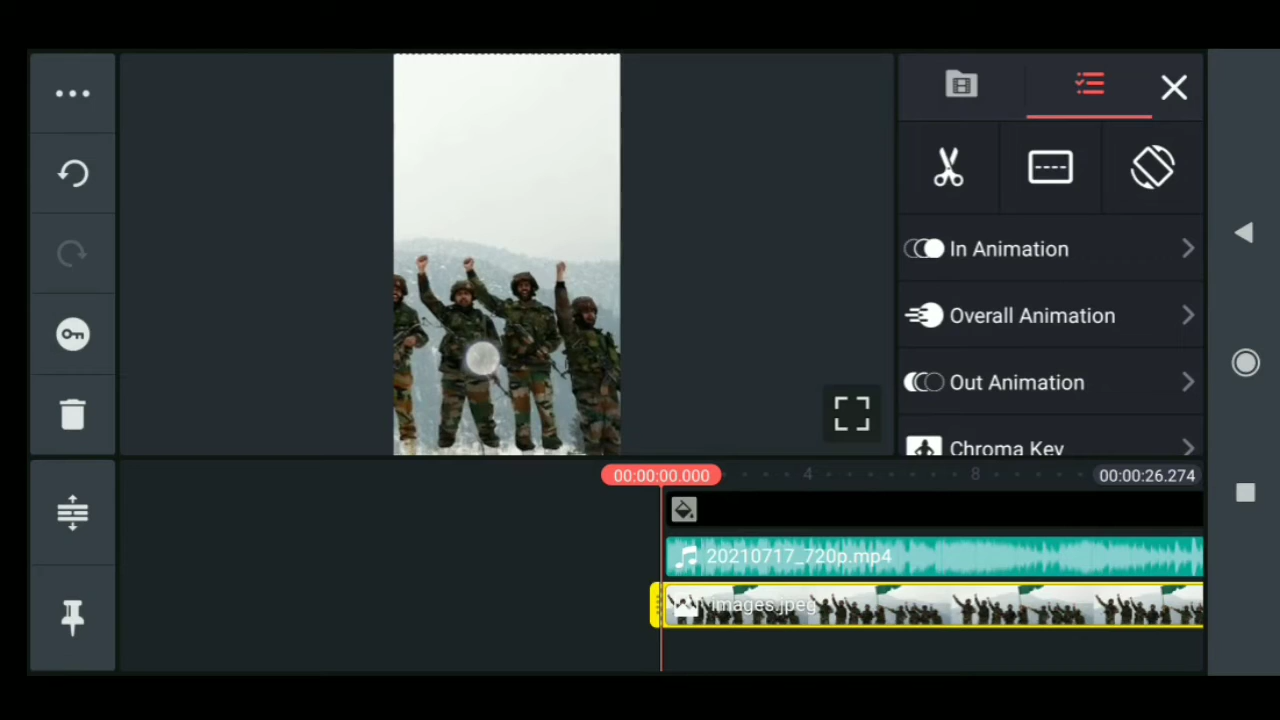 In Animation
Overall Animation
Out Animation
Chroma Key
00:00:00.000
4
8
00:00:26.274
20210717_720p.mp4
images.jpeg